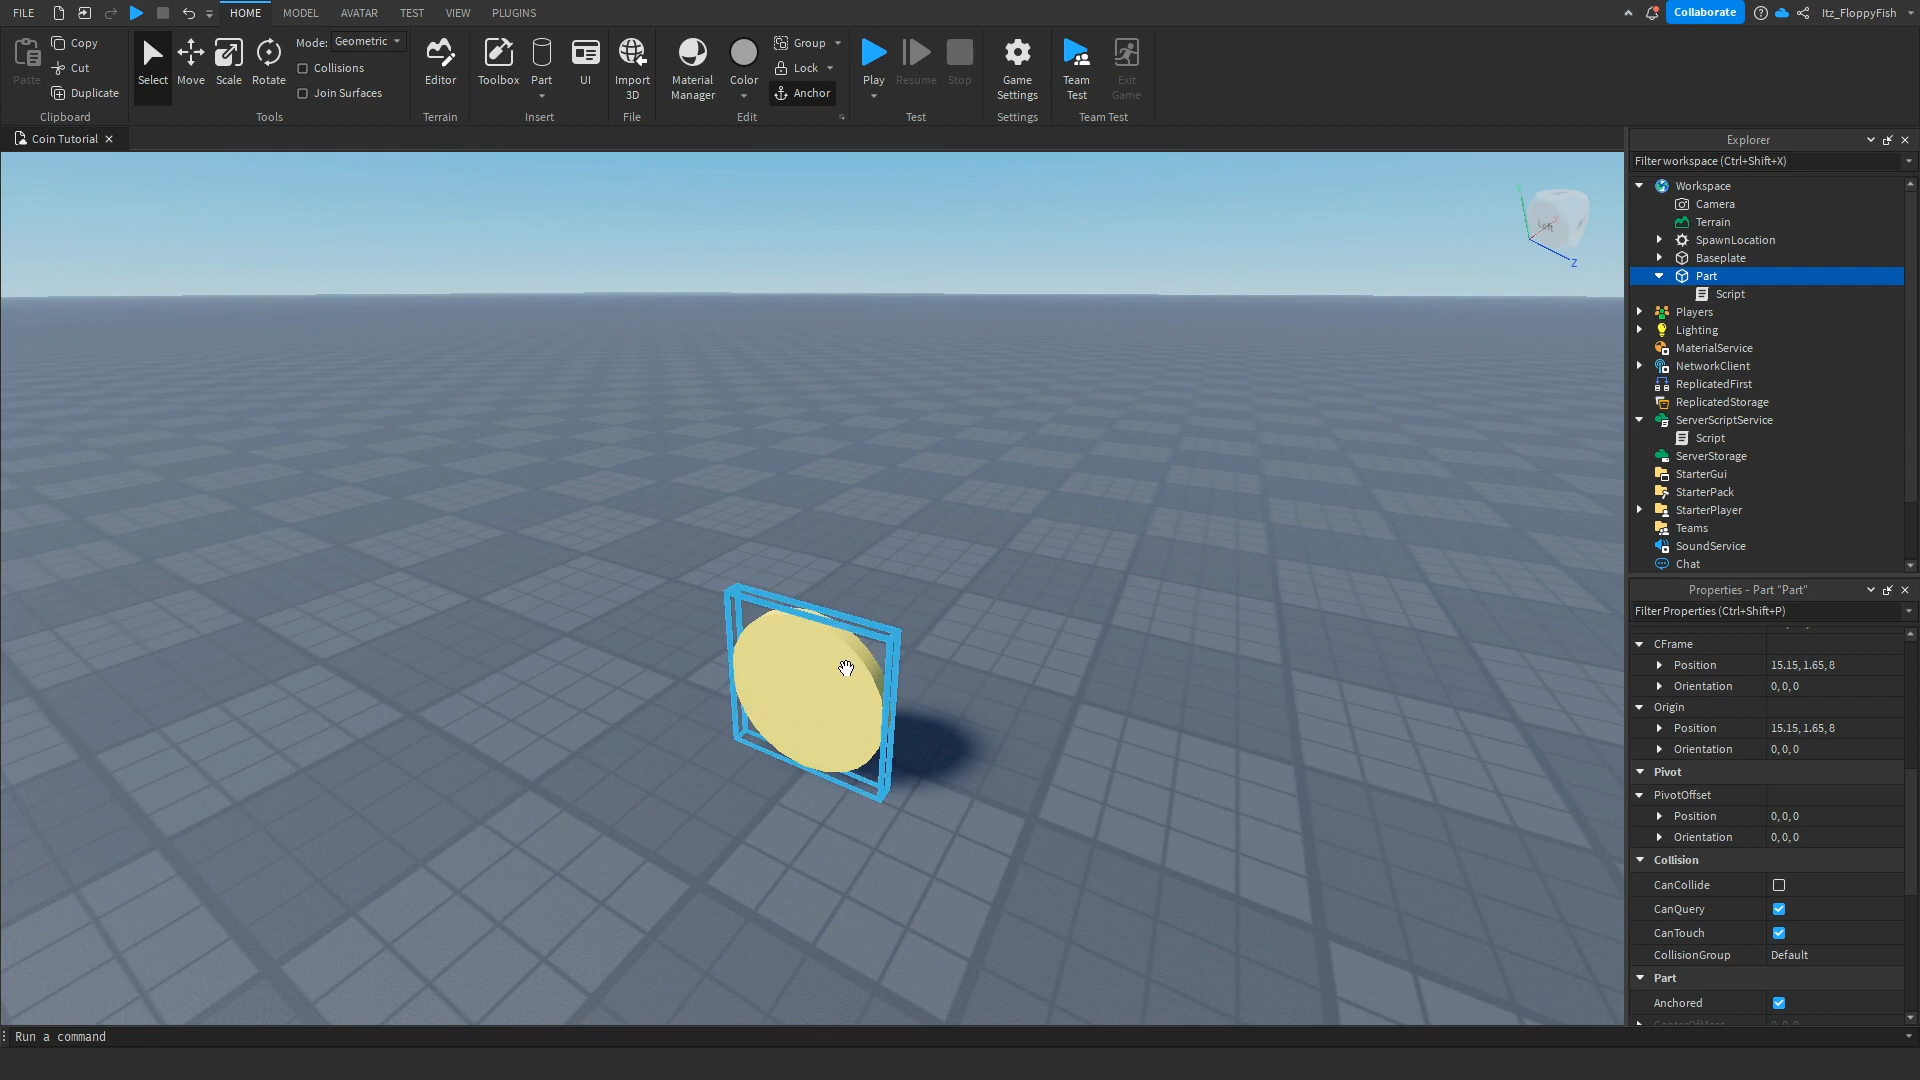 FILE HOME MODEL AVATAR TEST VIEW PLUGINS Collaborate Itz_FloppyFish
Paste Copy Cut Duplicate Clipboard
Select Move Scale Rotate Mode: Geometric Collisions Join Surfaces Tools
Editor Terrain
Toolbox Part UI Insert
Import 3D File
Material Manager Color Group Lock Anchor Edit
Play Resume Stop Test
Game Settings Settings
Team Test Exit Game Team Test
Coin Tutorial
Left
Z
Explorer
Filter workspace (Ctrl+Shift+X)
Workspace
Camera
Terrain
SpawnLocation
Baseplate
Part
Script
Players
Lighting
MaterialService
NetworkClient
ReplicatedFirst
ReplicatedStorage
ServerScriptService
Script
ServerStorage
StarterGui
StarterPack
StarterPlayer
Teams
SoundService
Chat
Properties - Part "Part"
Filter Properties (Ctrl+Shift+P)
CFrame
Position 15.15, 1.65, 8
Orientation 0, 0, 0
Origin
Position 15.15, 1.65, 8
Orientation 0, 0, 0
Pivot
PivotOffset
Position 0, 0, 0
Orientation 0, 0, 0
Collision
CanCollide
CanQuery
CanTouch
CollisionGroup Default
Part
Anchored
Run a command